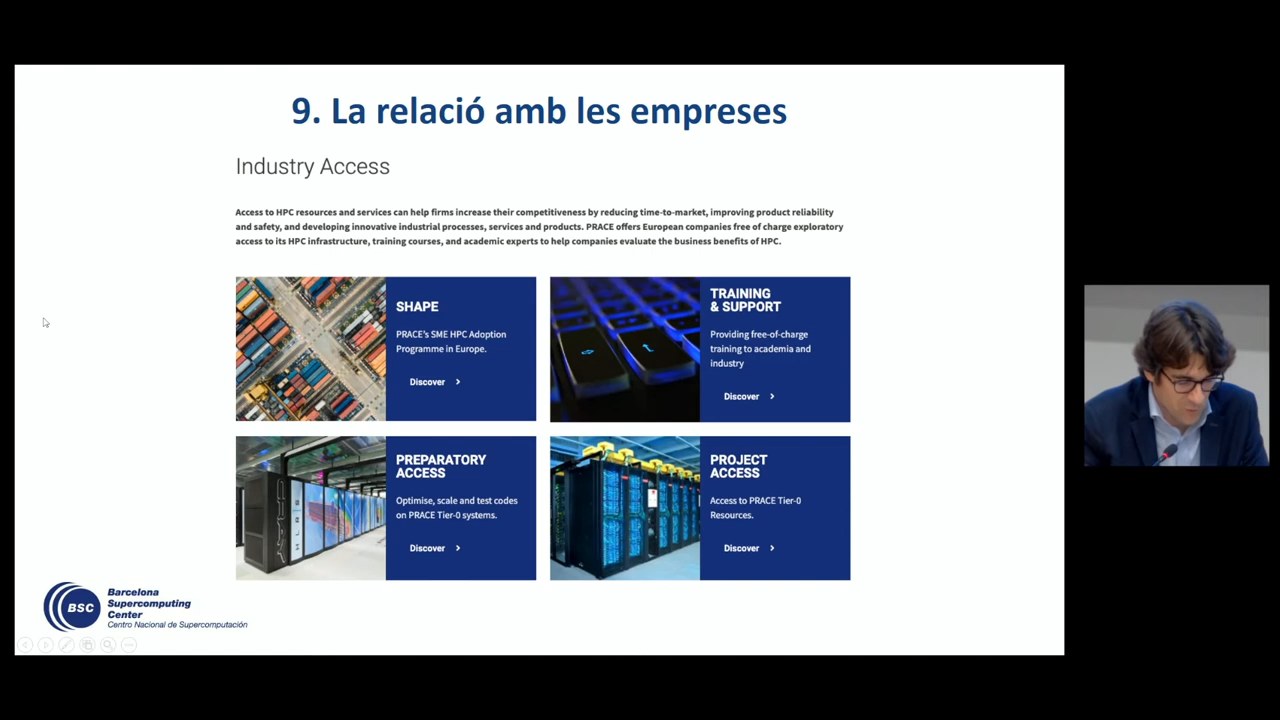 9. La relació amb les empreses
Industry Access
Access to HPC resources and services can help firms increase their competitiveness by reducing time-to-market, improving product reliability
and safety, and developing innovative industrial processes, services and products. PRACE offers European companies free of charge exploratory
access to its HPC infrastructure, training courses, and academic experts to help companies evaluate the business benefits of HPC.
SHAPE
PRACE's SME HPC Adoption
Programme in Europe.
Discover
TRAINING
& SUPPORT
Providing free-of-charge
training to academia and
industry
Discover
PREPARATORY
ACCESS
Optimise, scale and test codes
on PRACE Tier-0 systems.
Discover
PROJECT
ACCESS
Access to PRACE Tier-0
Resources.
Discover
BSC
Barcelona
Supercomputing
Center
Centro Nacional de Supercomputación